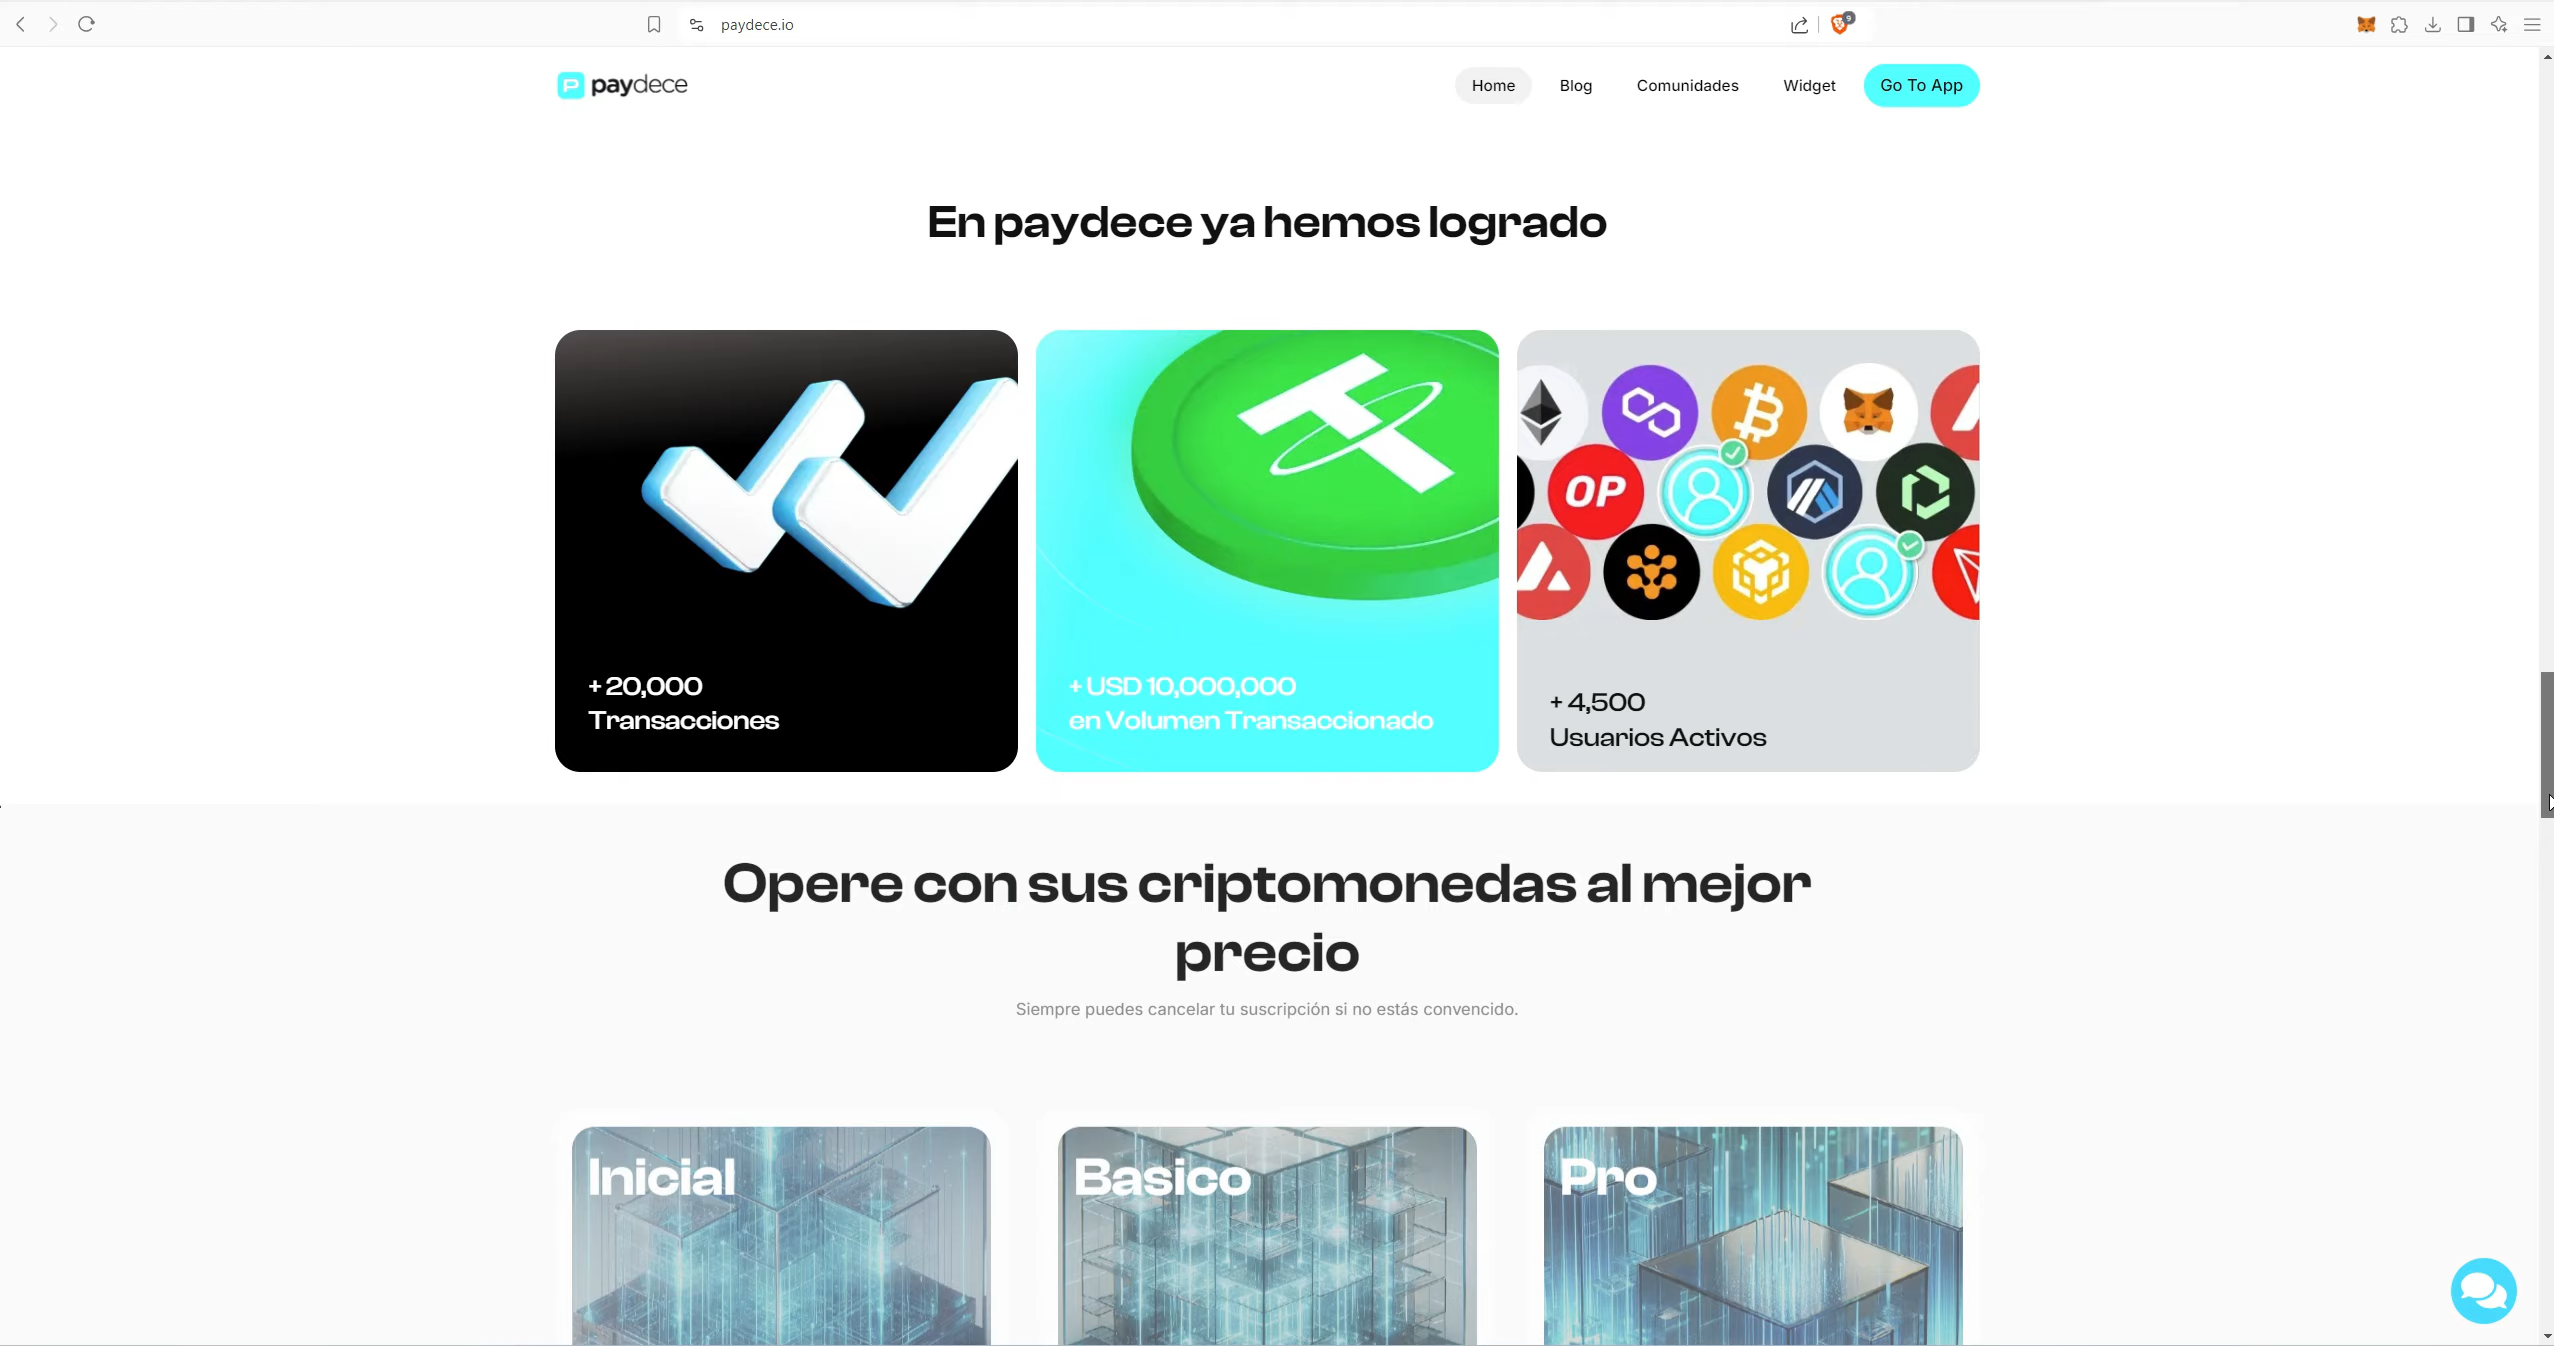 paydece.io
9
paydece
Home
Blog
Comunidades
Widget
Go To App
En paydece ya hemos logrado
+ 20,000
Transacciones
+ USD 10,000,000
en Volumen Transaccionado
OP
+ 4,500
Usuarios Activos
Opere con sus criptomonedas al mejor
precio
Siempre puedes cancelar tu suscripción si no estás convencido.
Inicial
Basico
Pro